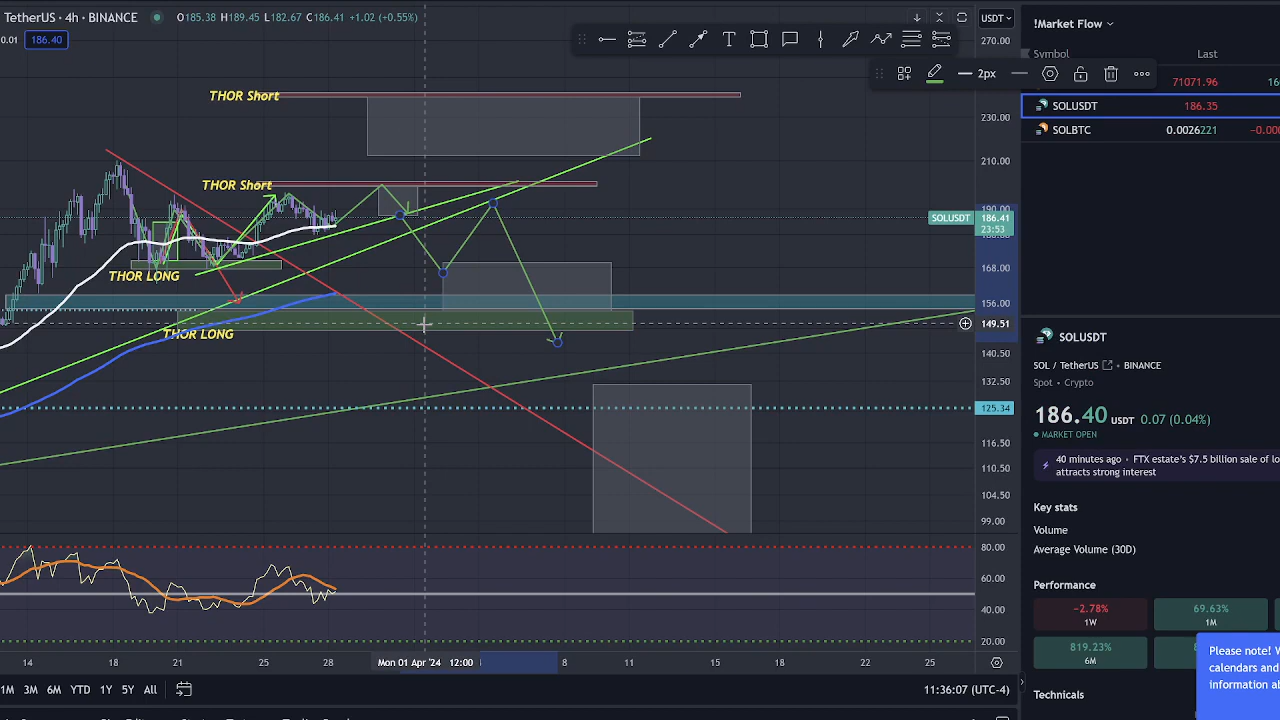 TetherUS · 4h · BINANCE O185.38 H189.45 L182.67 C186.41 +1.02 (+0.55%)
0.01 186.40
USDT
!Market Flow
Symbol Last
71071.96
SOLUSDT 186.35
SOLBTC 0.0026221
2px
270.00
230.00
210.00
190.00
168.00
156.00
149.51
140.50
132.50
125.34
116.50
110.50
104.50
99.00
80.00
60.00
40.00
20.00
SOLUSDT 186.41
23:53
THOR Short
THOR Short
THOR LONG
THOR LONG
SOLUSDT
SOL / TetherUS BINANCE
Spot · Crypto
186.40 USDT 0.07 (0.04%)
MARKET OPEN
40 minutes ago · FTX estate's $7.5 billion sale of
attracts strong interest
Key stats
Volume
Average Volume (30D)
Performance
−2.78% 69.63%
1W 1M
819.23%
6M
Technicals
Please note!
calendars and
information
14 18 21 25 28 Mon 01 Apr '24 12:00 8 11 15 18 22 25
1M 3M 6M YTD 1Y 5Y All
11:36:07 (UTC-4)